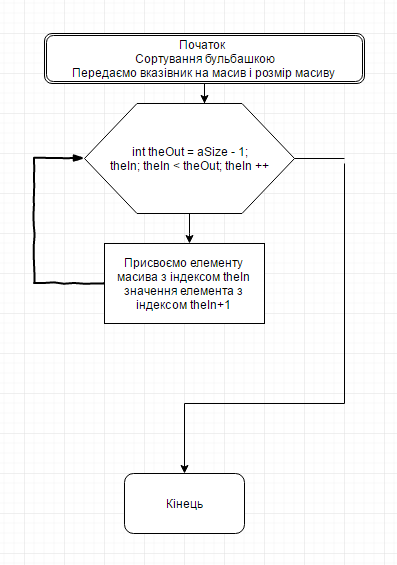 Початок
Сортування бульбашкою
Передаємо вказівник на масив і розмір масиву
int theOut = aSize - 1;
theIn; theIn < theOut; theIn ++
Присвоємо елементу
масива з індексом theIn
значення елемента з
індексом theIn+1
Кінець